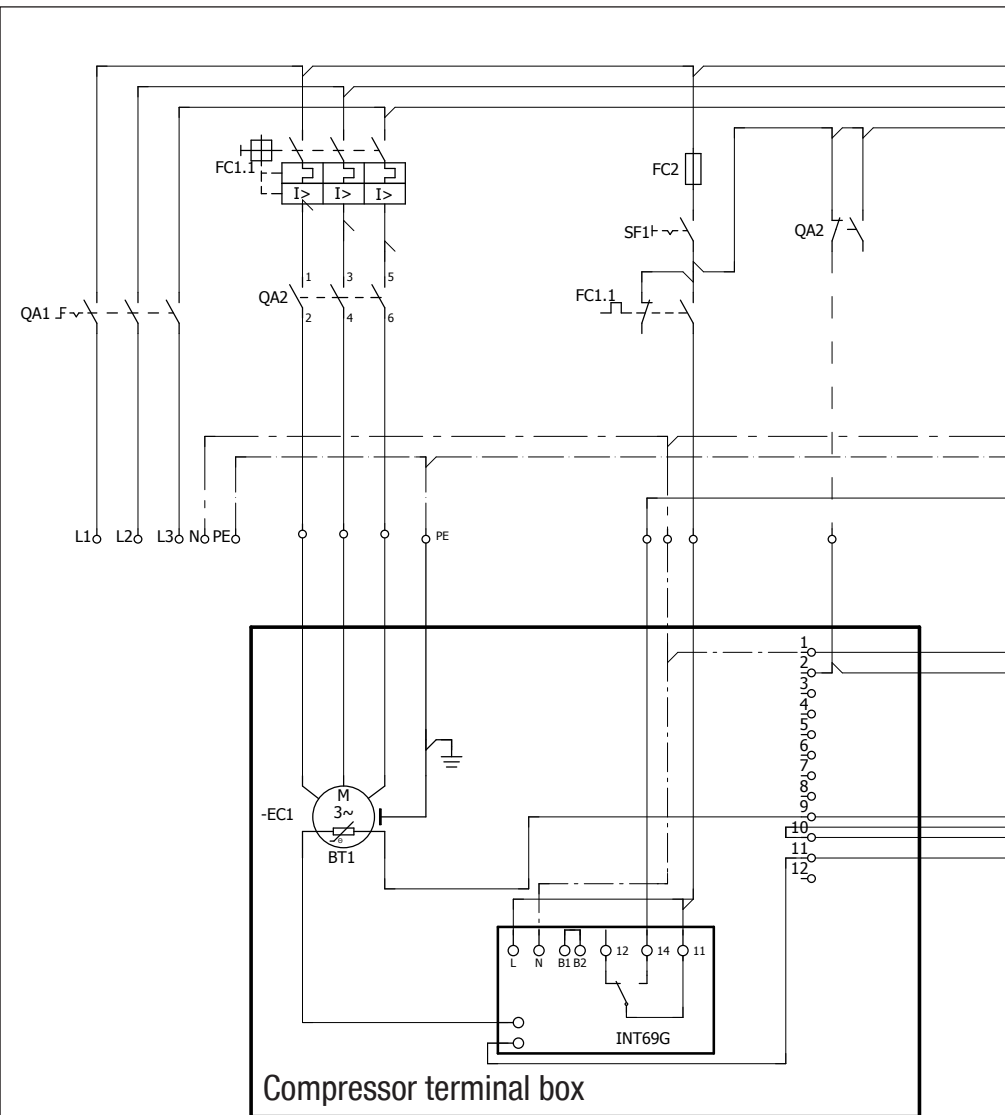 FC1.1
I> I> I>
FC2
SF1
QA2
1 3 5
QA2
2 4 6
FC1.1
QA1
L1 L2 L3 N PE
PE
1
2
3
4
5
6
7
8
9
10
11
12
-EC1
M
3~
BT1
L N B1 B2 12 14 11
INT69G
Compressor terminal box